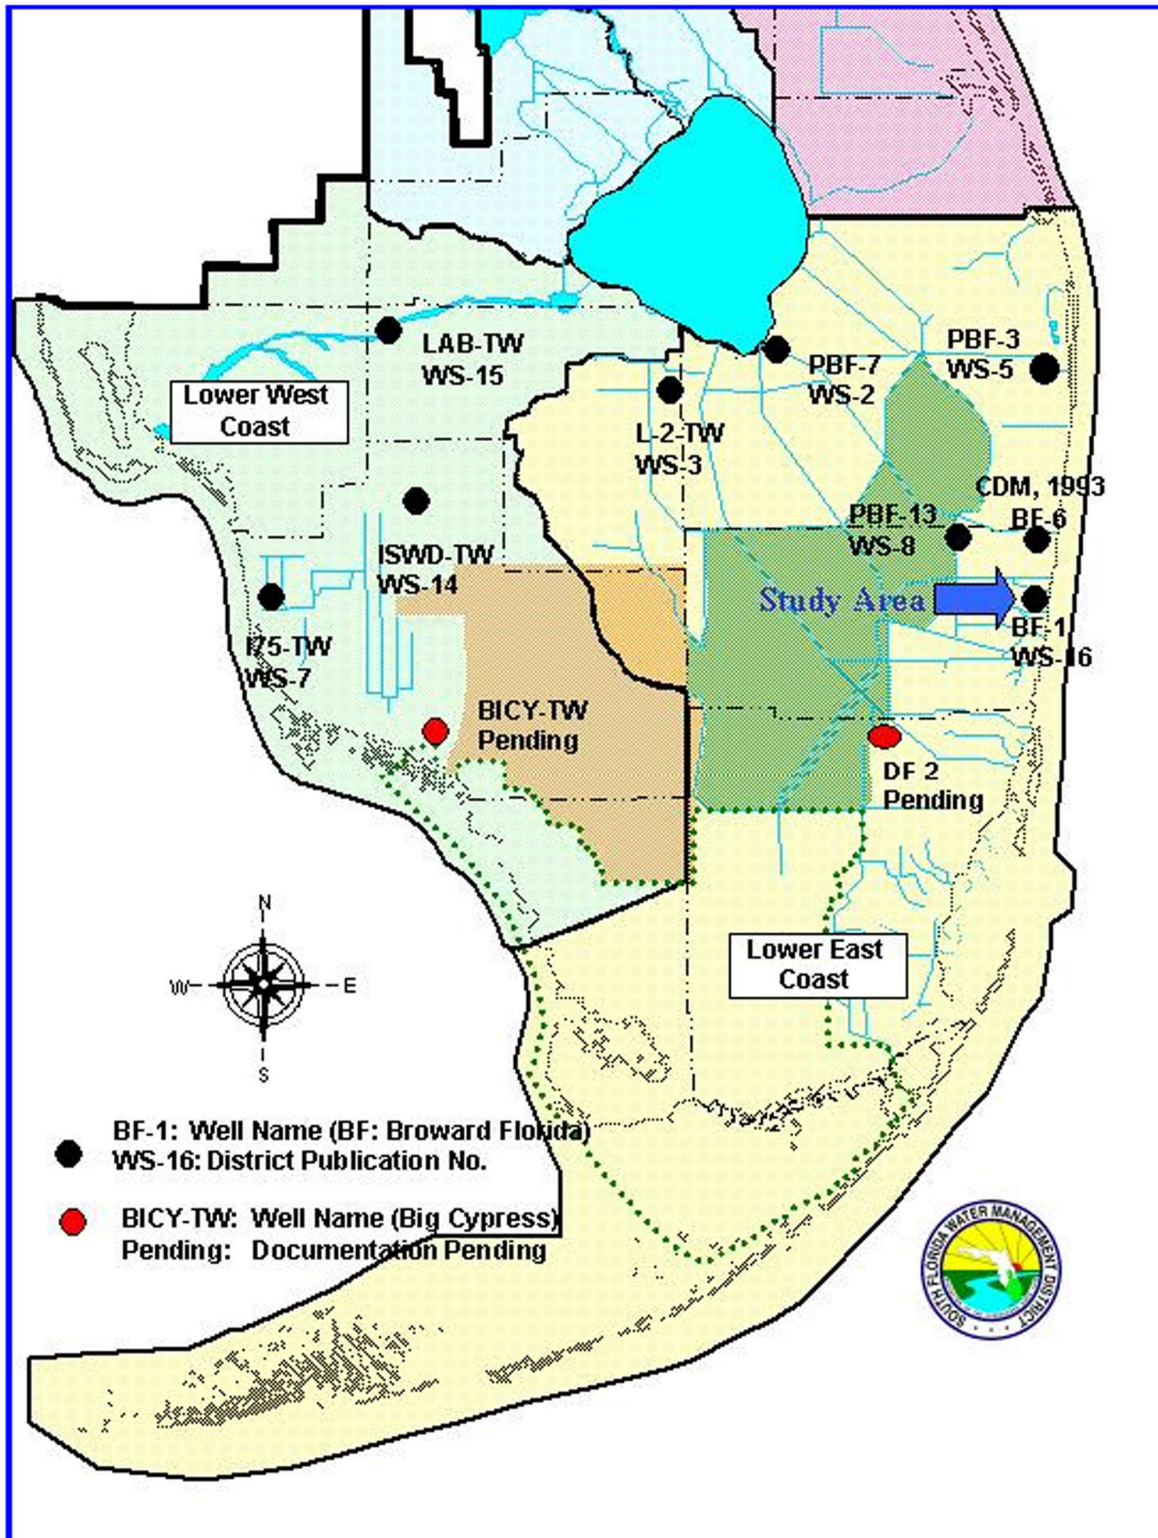 LAB-TW
WS-15
PBF-3
WS-5
PBF-7
WS-2
Lower West
Coast
L-2-TW
WS-3
CDM, 1993
BF-6
PBF-13
WS-8
ISWD-TW
WS-14
Study Area
BF-1
WS-16
I75-TW
WS-7
BICY-TW
Pending
DF 2
Pending
N
W
E
S
Lower East
Coast
BF-1: Well Name (BF: Broward Florida)
WS-16: District Publication No.
BICY-TW: Well Name (Big Cypress)
Pending: Documentation Pending
SOUTH FLORIDA WATER MANAGEMENT DISTRICT